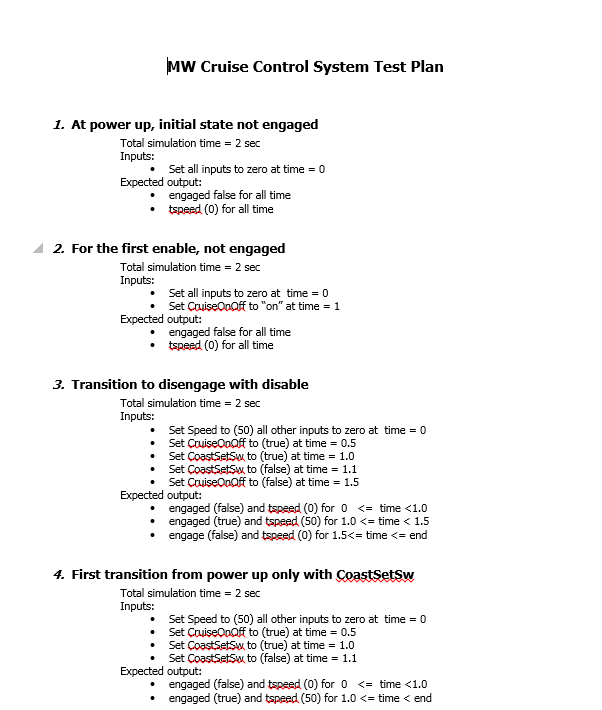 MW Cruise Control System Test Plan
1. At power up, initial state not engaged
Total simulation time = 2 sec
Inputs:
• Set all inputs to zero at time = 0
Expected output:
• engaged false for all time
• tspeed (0) for all time
2. For the first enable, not engaged
Total simulation time = 2 sec
Inputs:
• Set all inputs to zero at  time = 0
• Set CruiseOnOff to “on” at time = 1
Expected output:
• engaged false for all time
• tspeed (0) for all time
3. Transition to disengage with disable
Total simulation time = 2 sec
Inputs:
• Set Speed to (50) all other inputs to zero at  time = 0
• Set CruiseOnOff to (true) at time = 0.5
• Set CoastSetSw to (true) at time = 1.0
• Set CoastSetSw to (false) at time = 1.1
• Set CruiseOnOff to (false) at time = 1.5
Expected output:
• engaged (false) and tspeed (0) for  0   <=  time <1.0
• engaged (true) and tspeed (50) for 1.0 <= time < 1.5
• engage (false) and tspeed (0) for 1.5<= time <= end
4. First transition from power up only with CoastSetSw
Total simulation time = 2 sec
Inputs:
• Set Speed to (50) all other inputs to zero at  time = 0
• Set CruiseOnOff to (true) at time = 0.5
• Set CoastSetSw to (true) at time = 1.0
• Set CoastSetSw to (false) at time = 1.1
Expected output:
• engaged (false) and tspeed (0) for  0   <=  time <1.0
• engaged (true) and tspeed (50) for 1.0 <= time < end